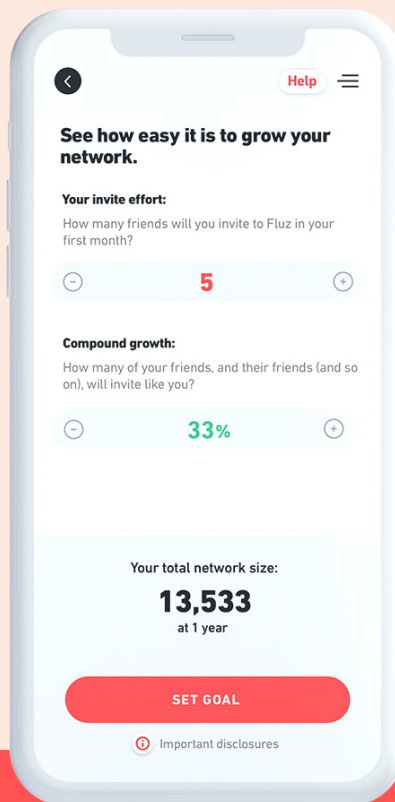 Help
See how easy it is to grow your
network.
Your invite effort:
How many friends will you invite to Fluz in your
first month?
5
Compound growth:
How many of your friends, and their friends (and so
on), will invite like you?
33%
Your total network size:
13,533
at 1 year
SET GOAL
Important disclosures